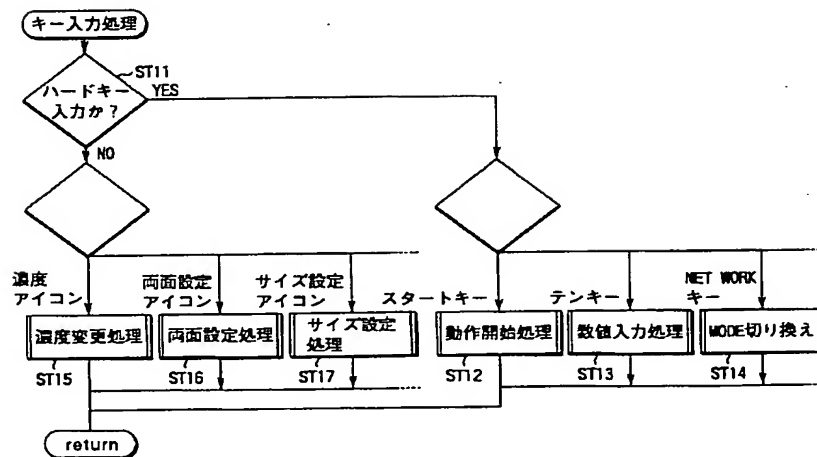 キー入力処理
ST11
ハードキー
入力か？
YES
NO
濃度
アイコン
両面設定
アイコン
サイズ設定
アイコン
スタートキー
テンキー
NET WORK
キー
濃度変更処理
両面設定処理
サイズ設定
処理
動作開始処理
数値入力処理
MODE切り換え
ST15
ST16
ST17
ST12
ST13
ST14
return